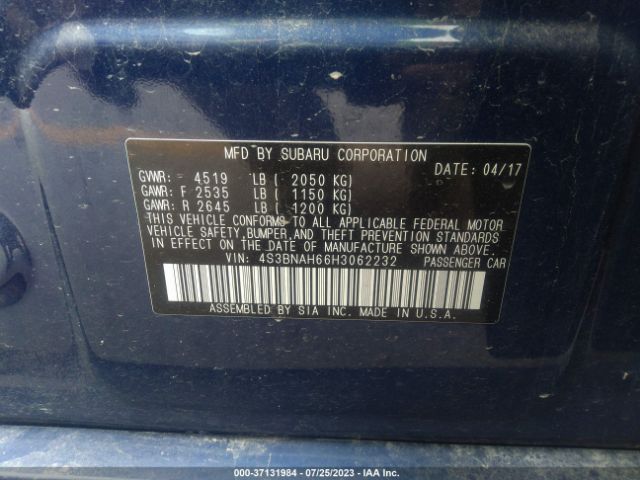 MFD BY SUBARU CORPORATION
GVWR: 4519 LB ( 2050 KG) DATE: 04/17
GAWR: F 2535 LB ( 1150 KG)
GAWR: R 2645 LB ( 1200 KG)
THIS VEHICLE CONFORMS TO ALL APPLICABLE FEDERAL MOTOR
VEHICLE SAFETY, BUMPER, AND THEFT PREVENTION STANDARDS
IN EFFECT ON THE DATE OF MANUFACTURE SHOWN ABOVE.
VIN: 4S3BNAH66H3062232 PASSENGER CAR
ASSEMBLED BY SIA INC. MADE IN U.S.A.
000-37131984 / 07/25/2023 - IAA Inc.